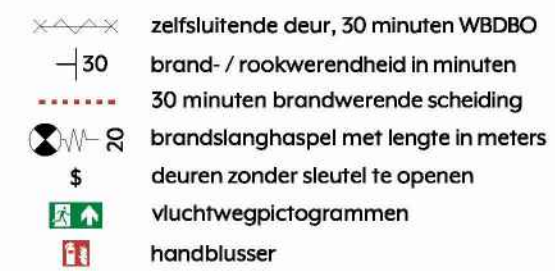 zelfsluitende deur, 30 minuten WBDBO
30 brand- / rookwerendheid in minuten
30 minuten brandwerende scheiding
20 brandslanghaspel met lengte in meters
$ deuren zonder sleutel te openen
vluchtwegpictogrammen
handblusser